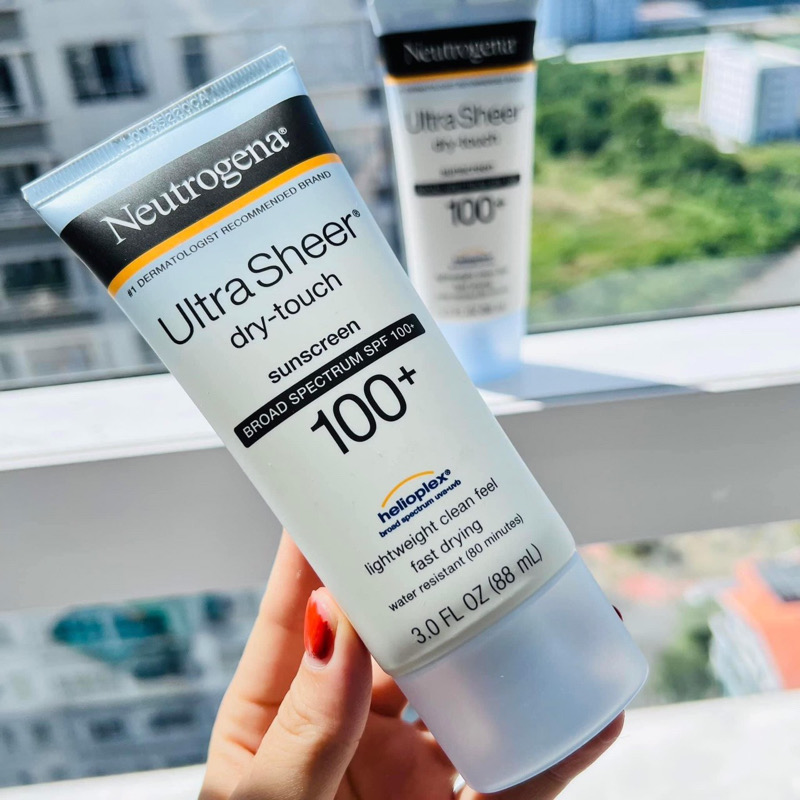 Neutrogena®
#1 DERMATOLOGIST RECOMMENDED BRAND
Ultra Sheer®
dry-touch
sunscreen
BROAD SPECTRUM SPF 100+
100+
helioplex®
broad spectrum uva-uvb
lightweight clean feel
fast drying
water resistant (80 minutes)
3.0 FL OZ (88 mL)
Neutrogena
Ultra Sheer
dry-touch
sunscreen
100+